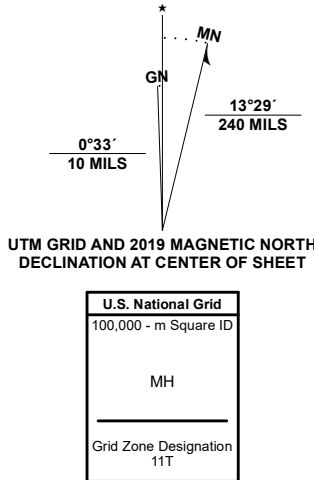 ★
MN
GN
0°33´
10 MILS
13°29´
240 MILS
UTM GRID AND 2019 MAGNETIC NORTH
DECLINATION AT CENTER OF SHEET
U.S. National Grid
100,000 - m Square ID
MH
Grid Zone Designation
11T